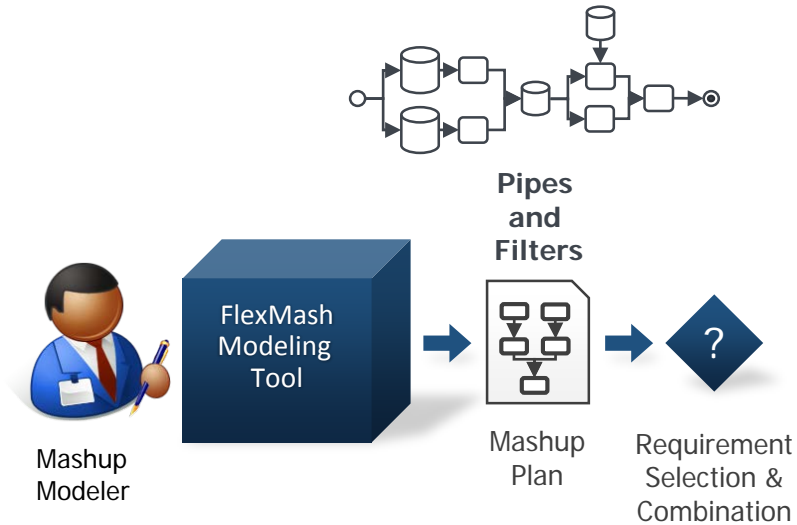 Pipes
and
Filters
FlexMash
Modeling
Tool
?
Mashup
Modeler
Mashup
Plan
Requirement
Selection &
Combination